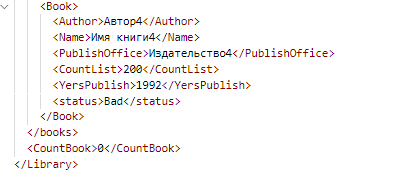 <Book>
<Author>Автор4</Author>
<Name>Имя книги4</Name>
<PublishOffice>Издательство4</PublishOffice>
<CountList>200</CountList>
<YersPublish>1992</YersPublish>
<status>Bad</status>
</Book>
</books>
<CountBook>0</CountBook>
</Library>